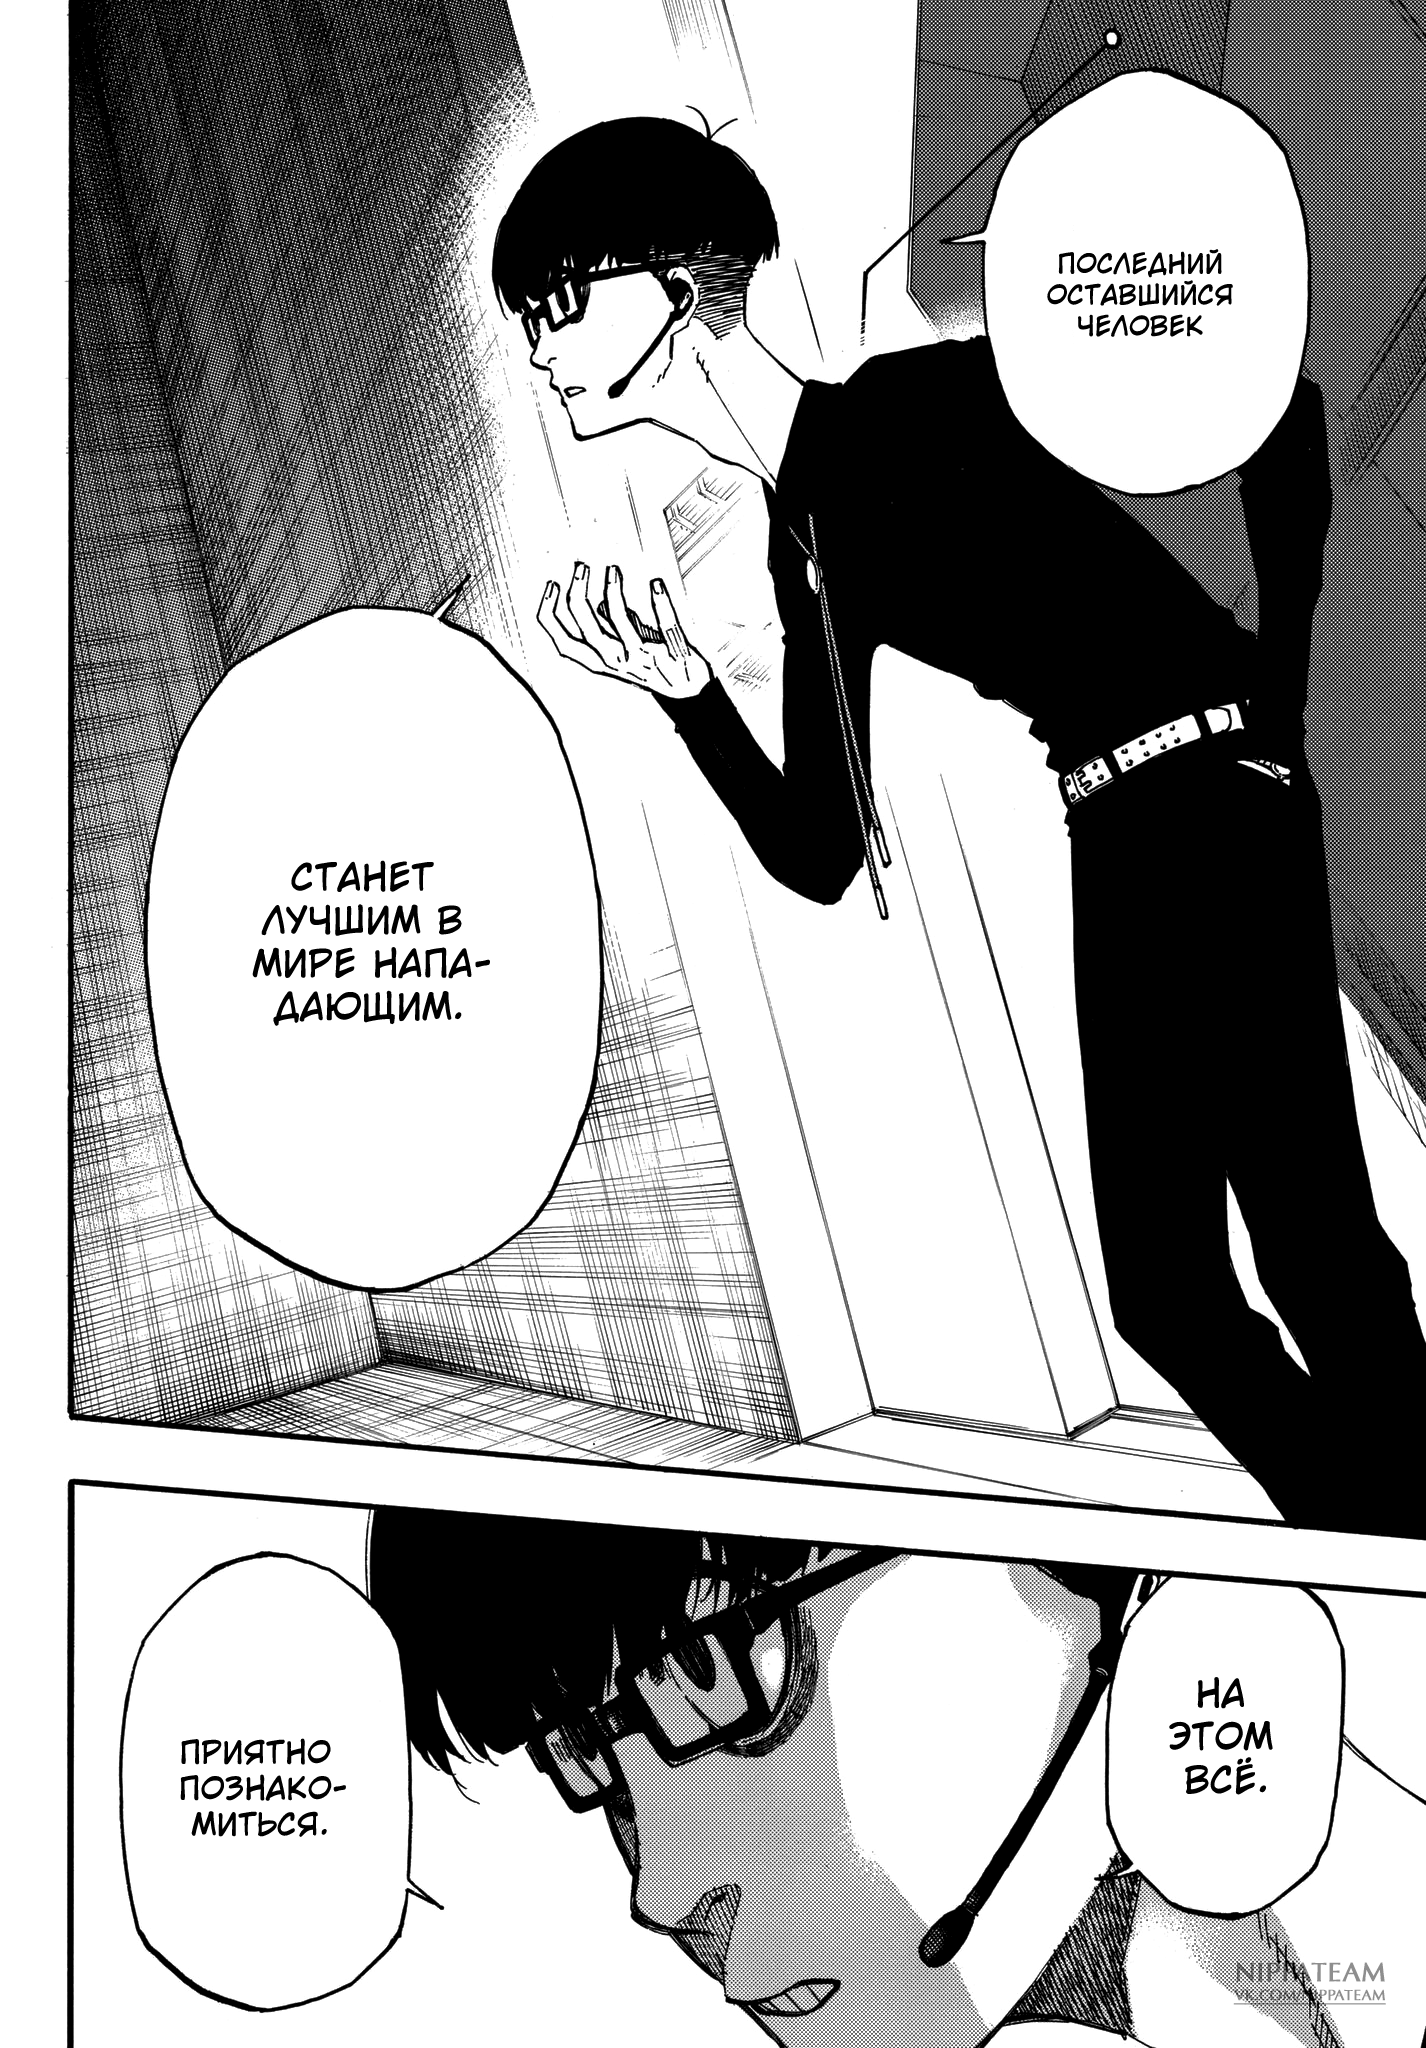 ПОСЛЕДНИЙ
ОСТАВШИЙСЯ
ЧЕЛОВЕК
СТАНЕТ
ЛУЧШИМ В
МИРЕ НАПА-
ДАЮЩИМ.
НА
ЭТОМ
ВСЁ.
ПРИЯТНО
ПОЗНАКО-
МИТЬСЯ.
NIPPATEAM
VK.COM/NIPPATEAM